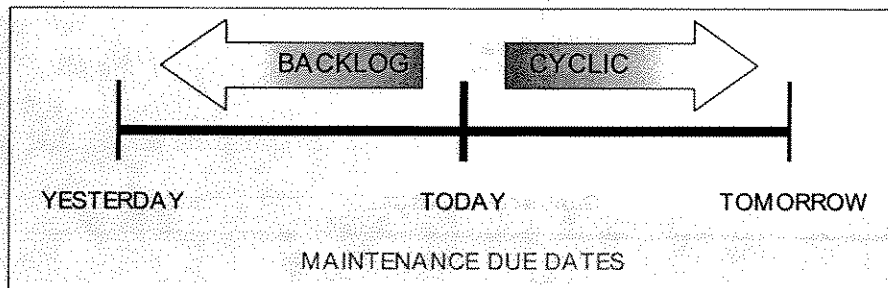 BACKLOG CYCLIC
YESTERDAY TODAY TOMORROW
MAINTENANCE DUE DATES